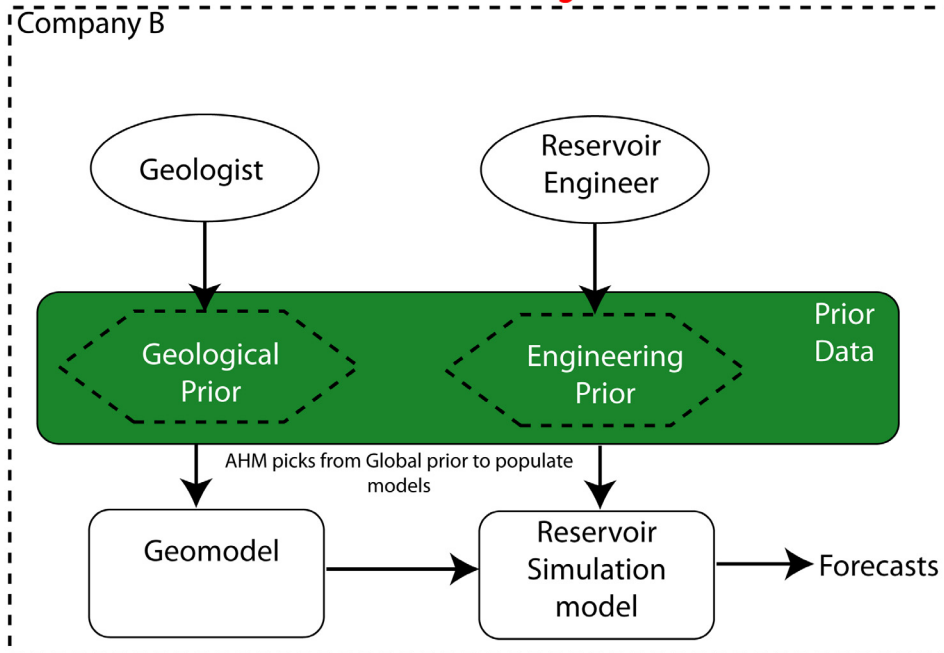 Company B
Geologist
Reservoir
Engineer
Prior
Data
Geological
Prior
Engineering
Prior
AHM picks from Global prior to populate
models
Geomodel
Reservoir
Simulation
model
Forecasts